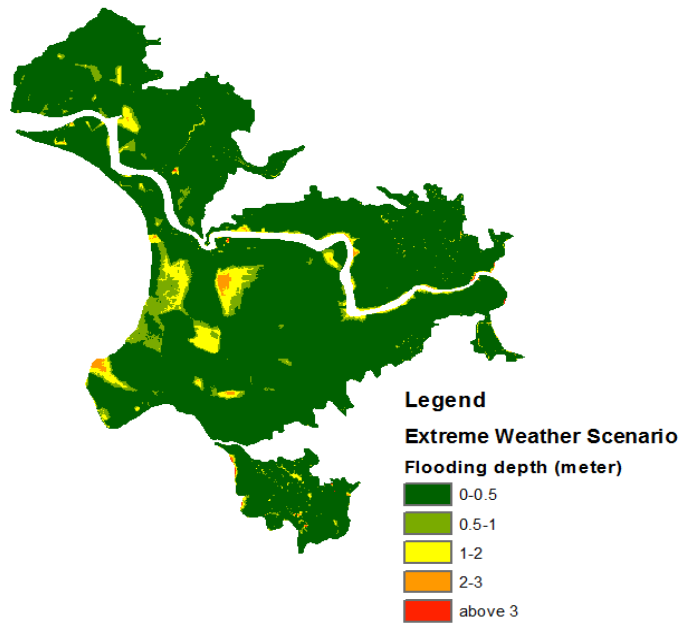 Legend
Extreme Weather Scenario
Flooding depth (meter)
0-0.5
0.5-1
1-2
2-3
above 3